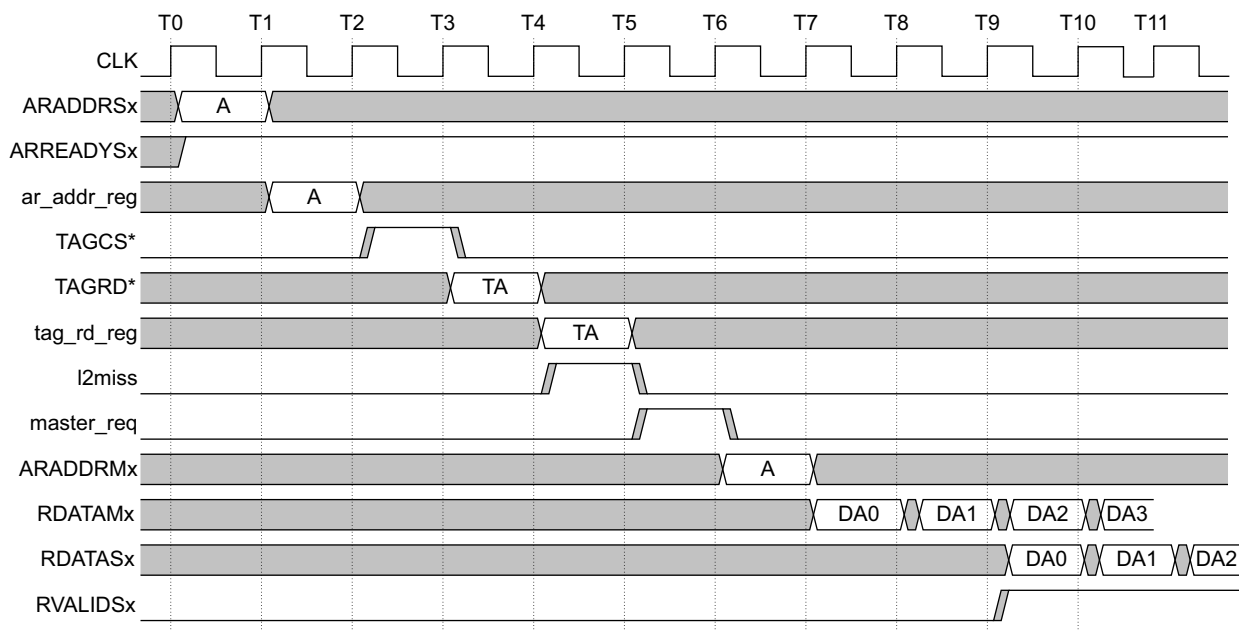 T0 T1 T2 T3 T4 T5 T6 T7 T8 T9 T10 T11
CLK
ARADDRSx A
ARREADYSx
ar_addr_reg A
TAGCS*
TAGRD* TA
tag_rd_reg TA
l2miss
master_req
ARADDRMx A
RDATAMx DA0 DA1 DA2 DA3
RDATASx DA0 DA1 DA2
RVALIDSx